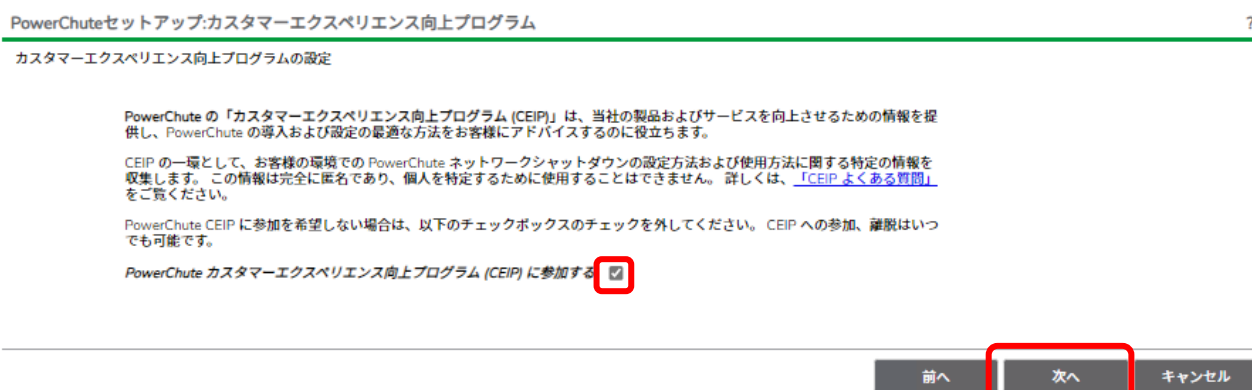 PowerChuteセットアップ:カスタマーエクスペリエンス向上プログラム
?
カスタマーエクスペリエンス向上プログラムの設定
PowerChute の「カスタマーエクスペリエンス向上プログラム (CEIP)」は、当社の製品およびサービスを向上させるための情報を提
供し、PowerChute の導入および設定の最適な方法をお客様にアドバイスするのに役立ちます。
CEIP の一環として、お客様の環境での PowerChute ネットワークシャットダウンの設定方法および使用方法に関する特定の情報を
収集します。 この情報は完全に匿名であり、個人を特定するために使用することはできません。 詳しくは、「CEIP よくある質問」
をご覧ください。
PowerChute CEIP に参加を希望しない場合は、以下のチェックボックスのチェックを外してください。 CEIP への参加、離脱はいつ
でも可能です。
PowerChute カスタマーエクスペリエンス向上プログラム (CEIP) に参加する
前へ 次へ キャンセル